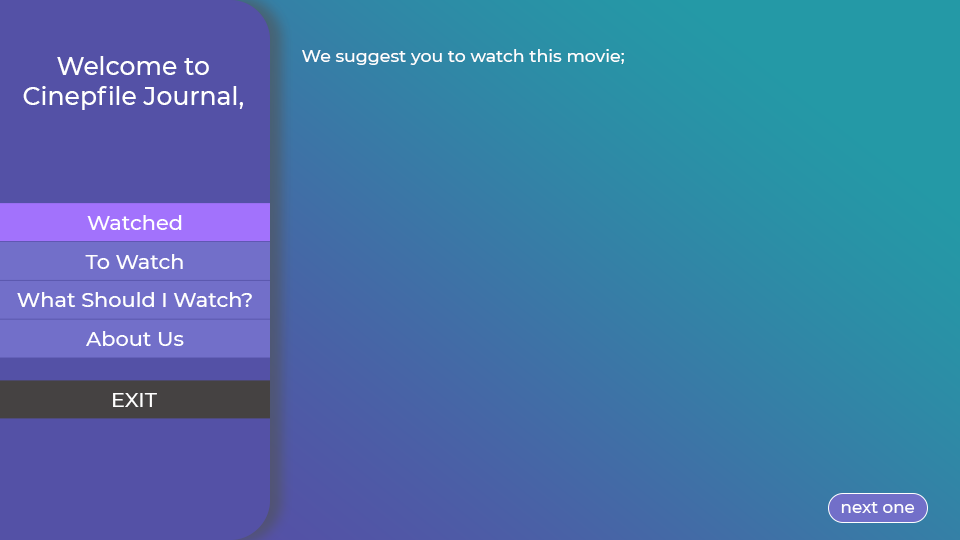 Welcome to
Cinepfile Journal,
Watched
To Watch
What Should I Watch?
About Us
EXIT
We suggest you to watch this movie;
next one